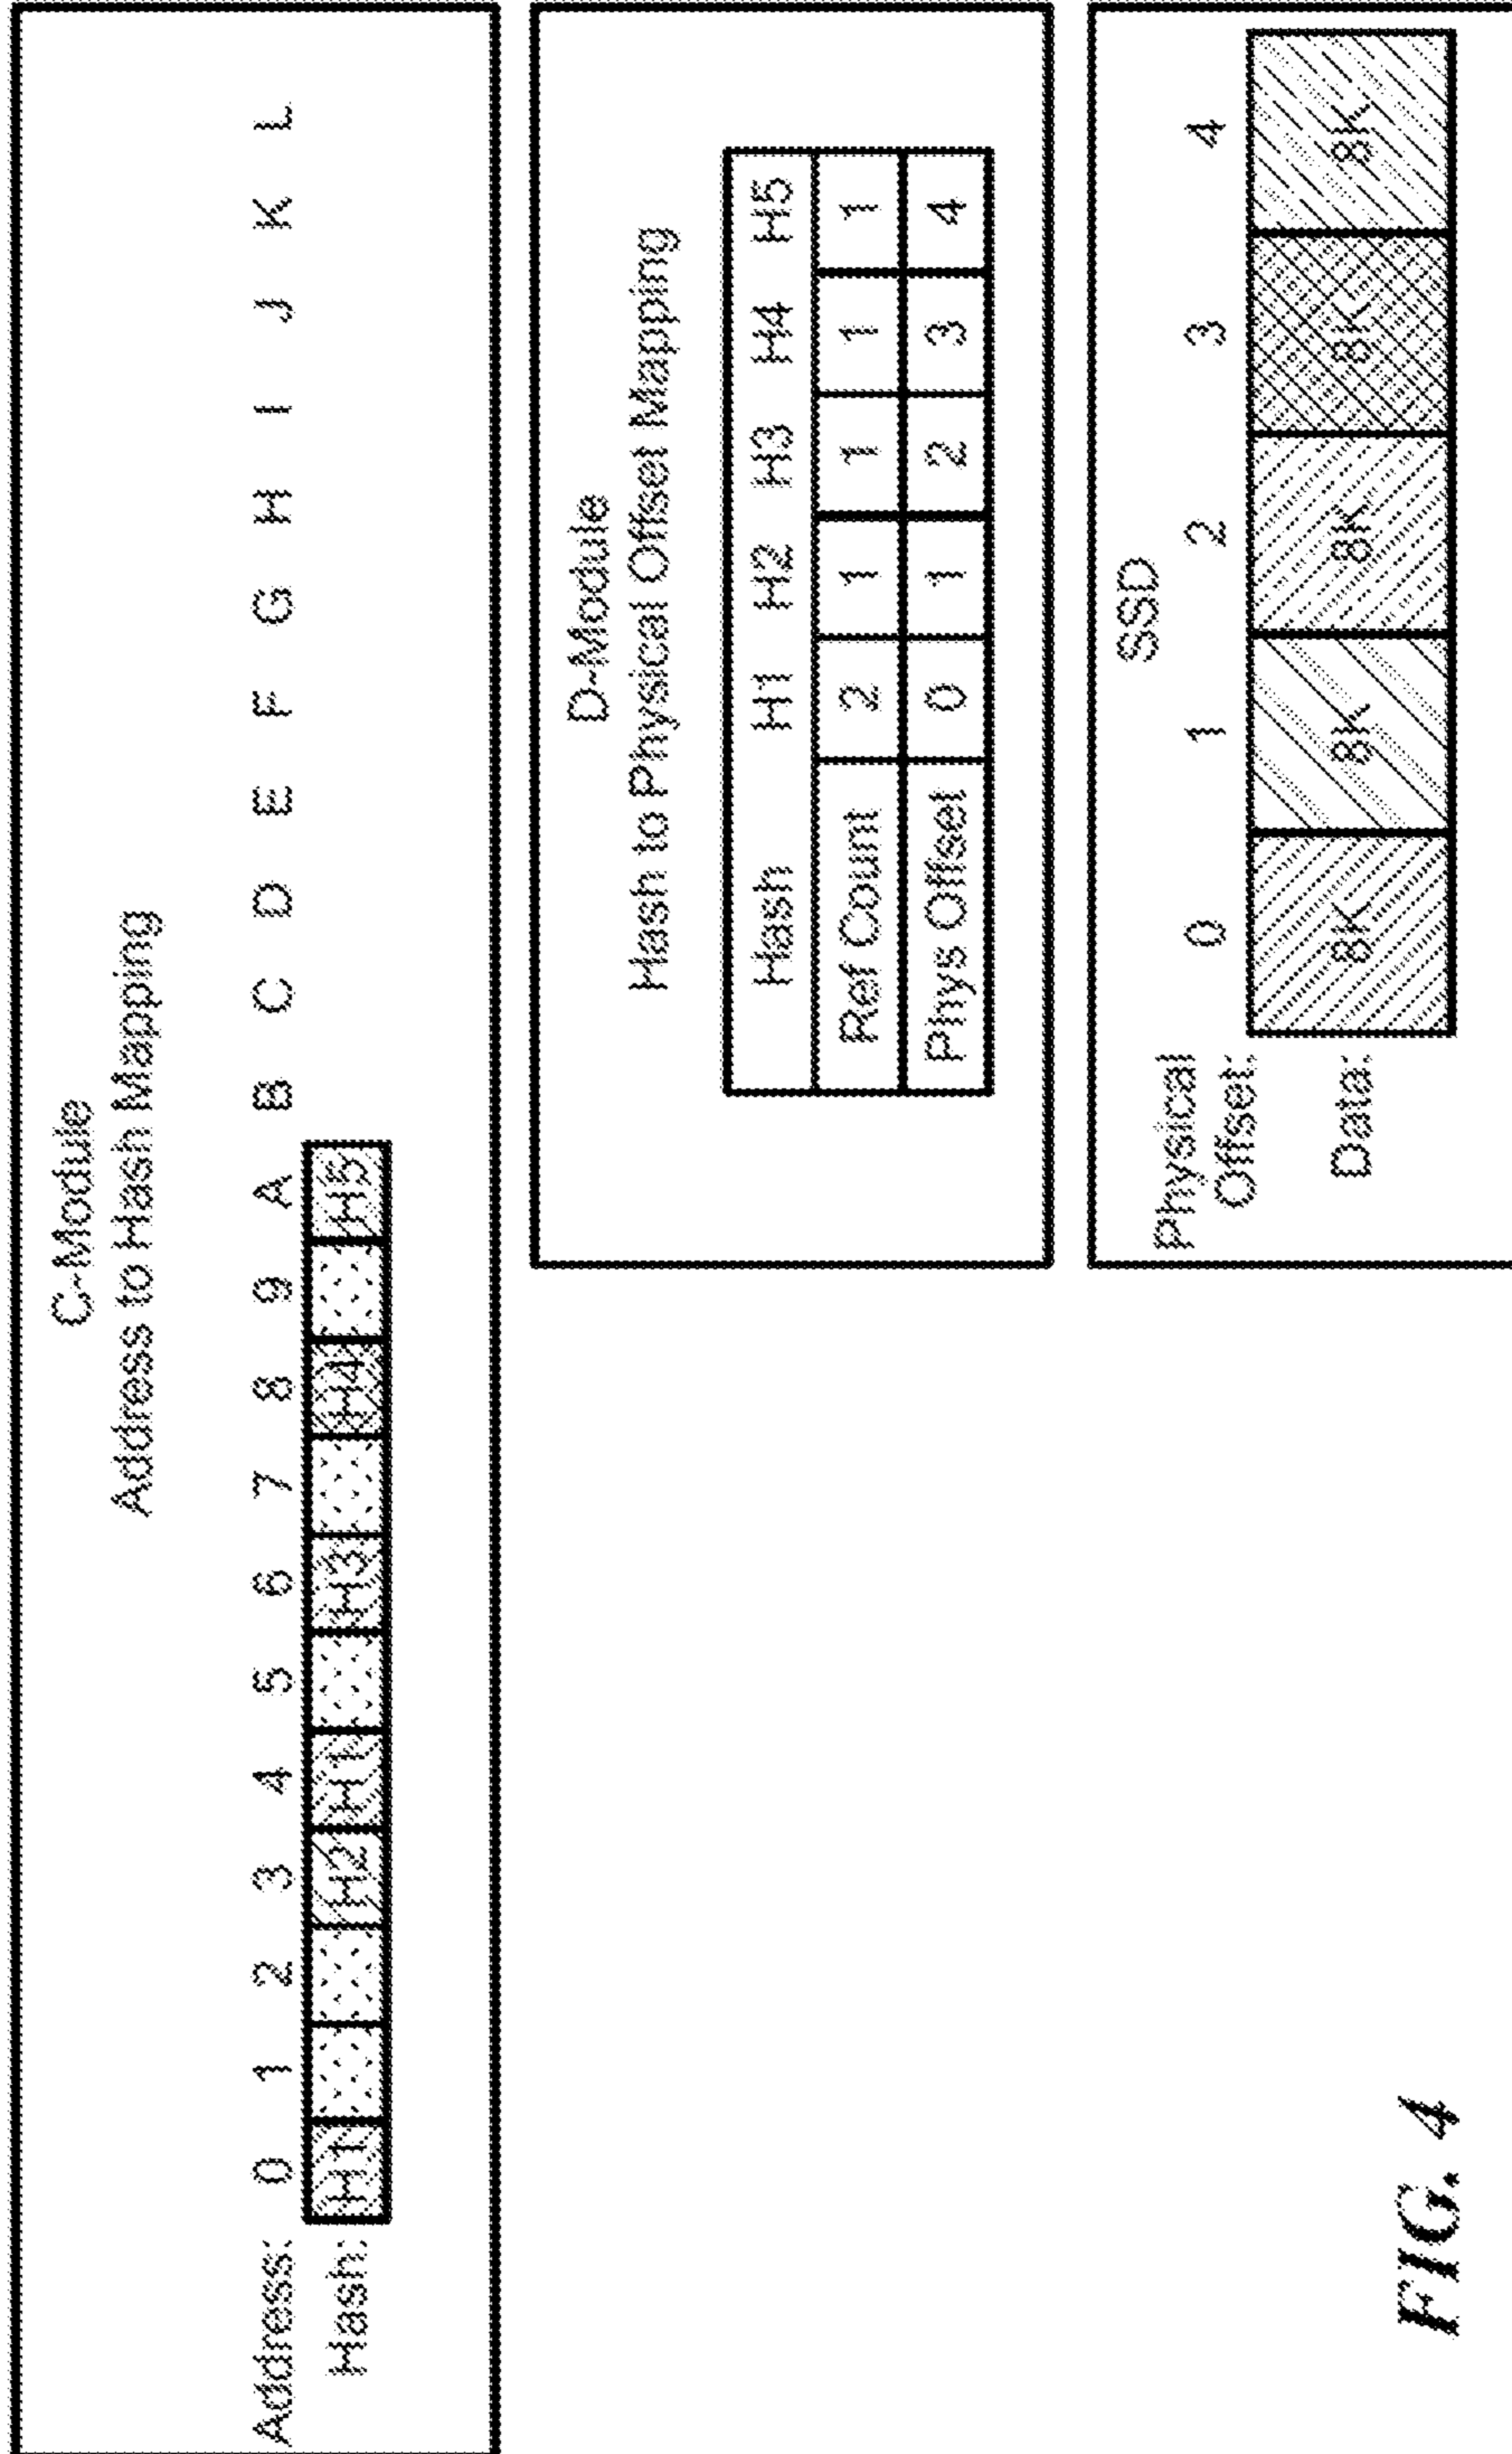 C-Module
Address to Hash Mapping
Address: 0 1 2 3 4 5 6 7 8 9 A B C D E F G H I J K L
Hash: H1 H2 H1 H3 H4 H5
D-Module
Hash to Physical Offset Mapping
Hash H1 H2 H3 H4 H5
Ref Count 2 1 1 1 1
Phys Offset 0 1 2 3 4
SSD
Physical
Offset: 0 1 2 3 4
Data: 8K 8K 8K 8K 8K
FIG. 4